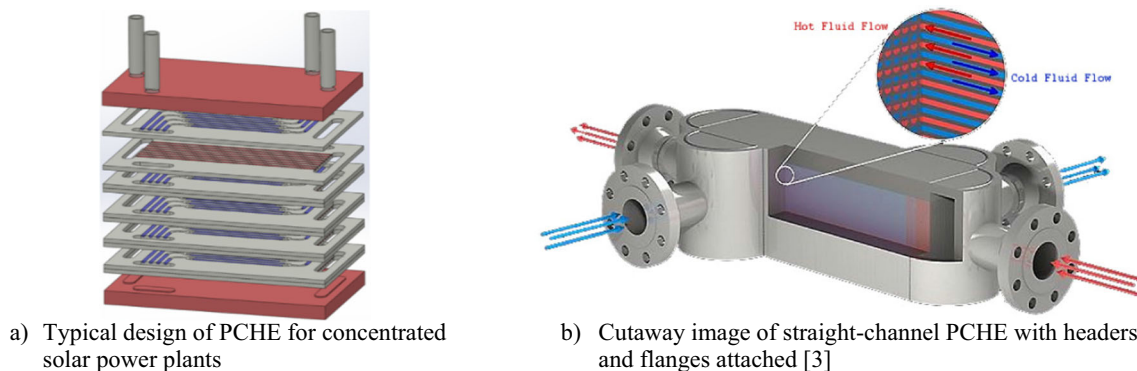 Hot Fluid Flow
Cold Fluid Flow
a) Typical design of PCHE for concentrated
solar power plants
b) Cutaway image of straight-channel PCHE with headers
and flanges attached [3]